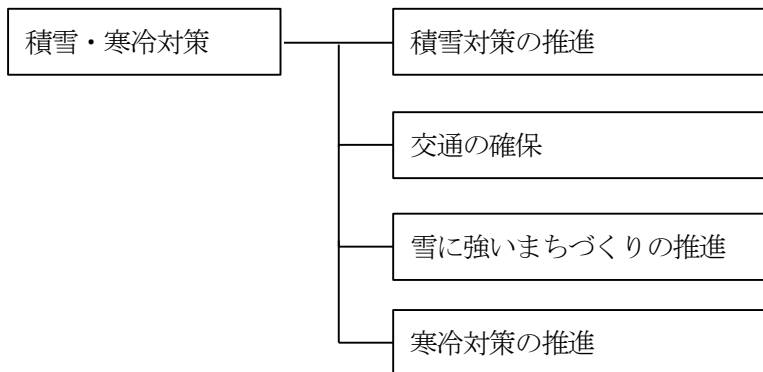 積雪・寒冷対策
積雪対策の推進
交通の確保
雪に強いまちづくりの推進
寒冷対策の推進